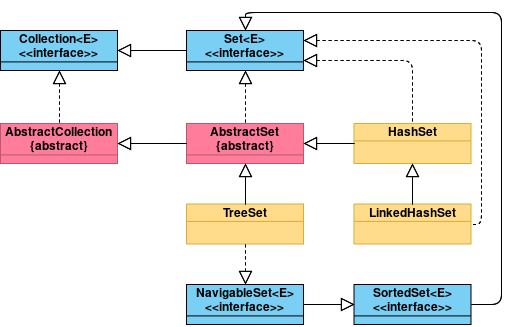 Collection<E>
<<interface>>
Set<E>
<<interface>>
AbstractCollection
{abstract}
AbstractSet
{abstract}
HashSet
TreeSet
LinkedHashSet
NavigableSet<E>
<<interface>>
SortedSet<E>
<<interface>>